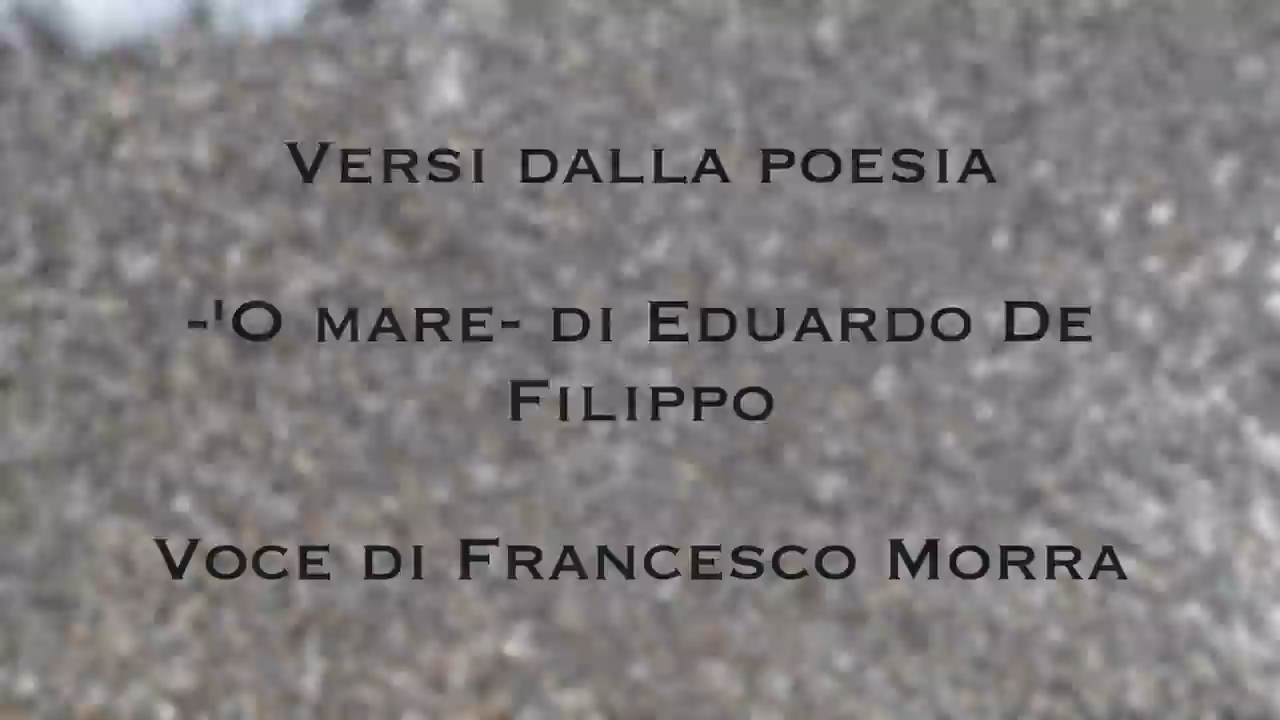 Versi dalla poesia
-'O mare- di Eduardo De
Filippo
Voce di Francesco Morra